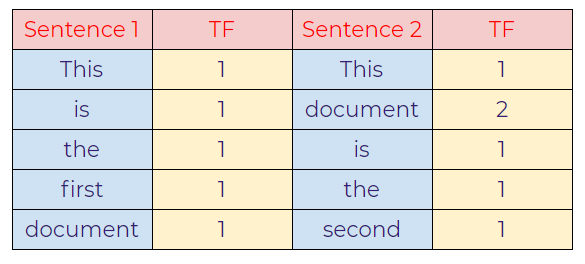 Sentence 1 TF Sentence 2 TF
This 1 This 1
is 1 document 2
the 1 is 1
first 1 the 1
document 1 second 1